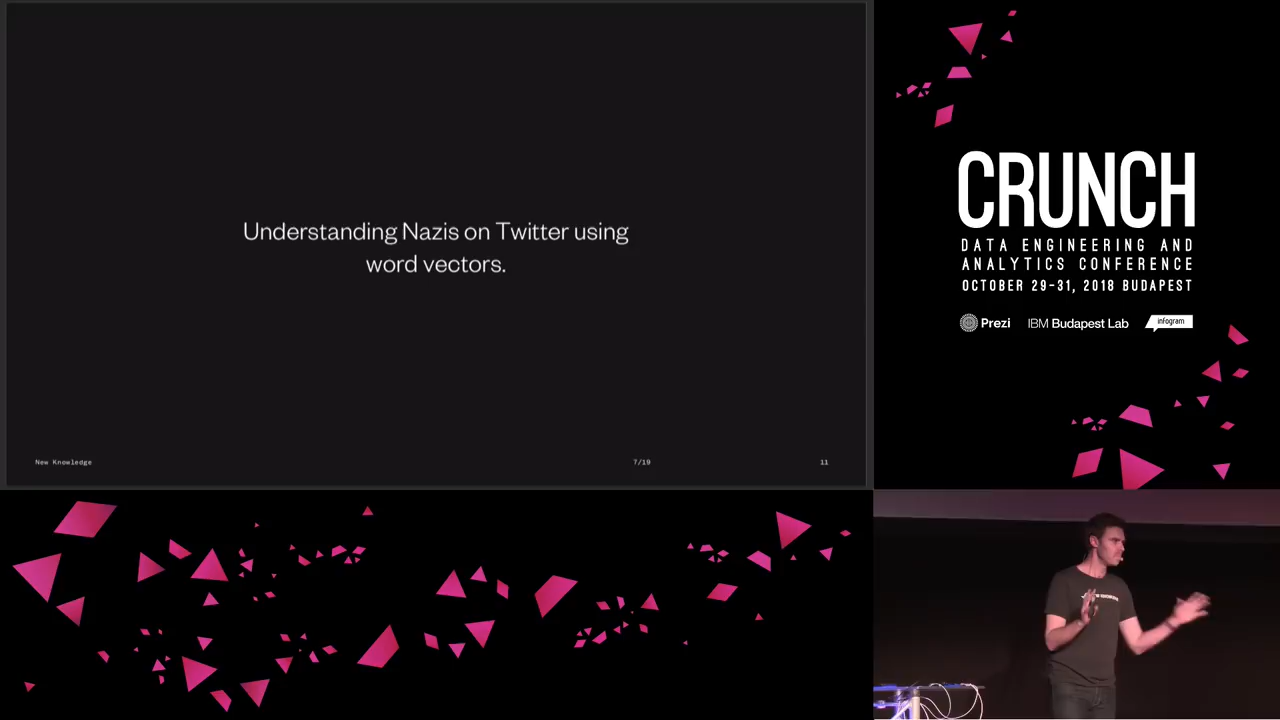 Understanding Nazis on Twitter using
word vectors.
New Knowledge
7/19
11
CRUNCH
DATA ENGINEERING AND
ANALYTICS CONFERENCE
OCTOBER 29-31, 2018 BUDAPEST
Prezi
IBM Budapest Lab
infogram